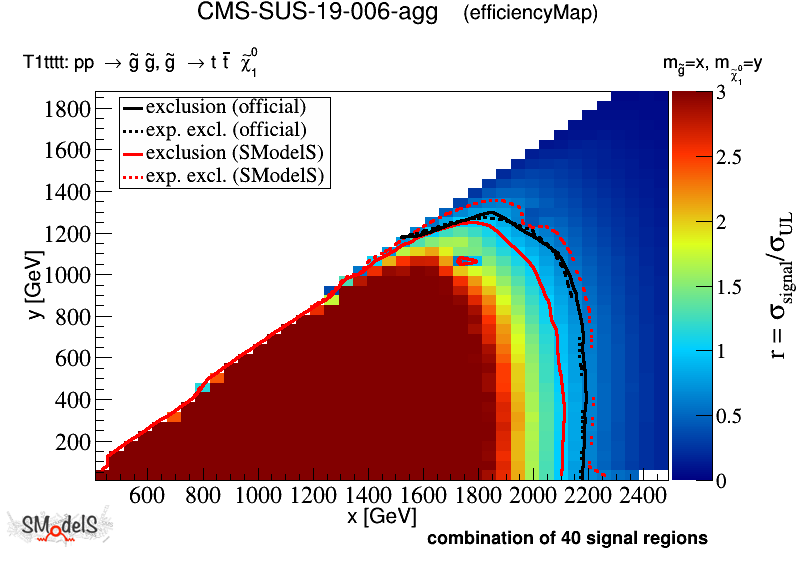 CMS-SUS-19-006-agg (efficiencyMap)
T1tttt: pp → g̃ g̃, g̃ → t t̄ χ̃⁰₁
m_g̃=x, m_χ̃⁰₁=y
exclusion (official)
exp. excl. (official)
exclusion (SModelS)
exp. excl. (SModelS)
1800
1600
1400
1200
1000
800
600
400
200
y [GeV]
600 800 1000 1200 1400 1600 1800 2000 2200 2400
x [GeV]
3
2.5
2
1.5
1
0.5
0
r = σ_signal/σ_UL
SModelS
combination of 40 signal regions